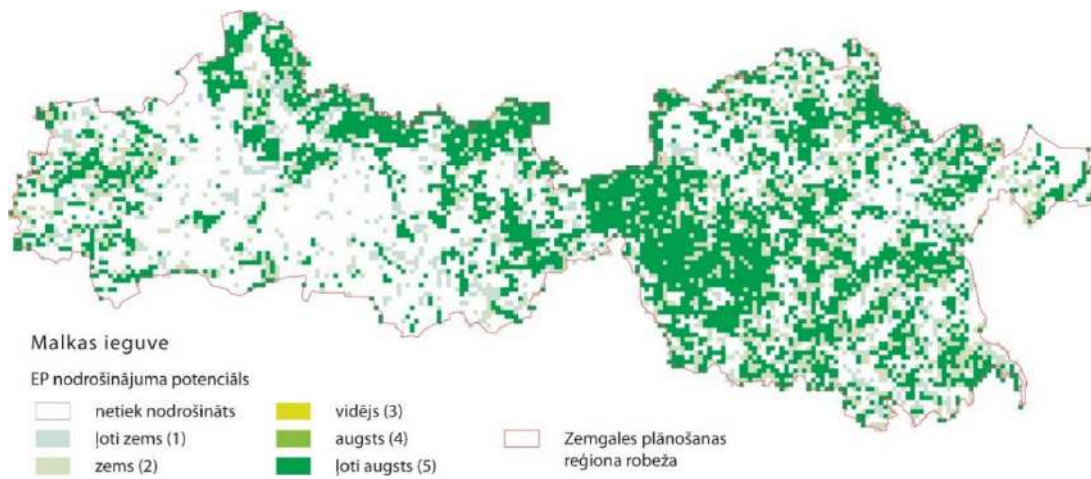 Malkas ieguve
EP nodrošinājuma potenciāls
netiek nodrošināts
ļoti zems (1)
zems (2)
vidējs (3)
augsts (4)
ļoti augsts (5)
Zemgales plānošanas
reģiona robeža